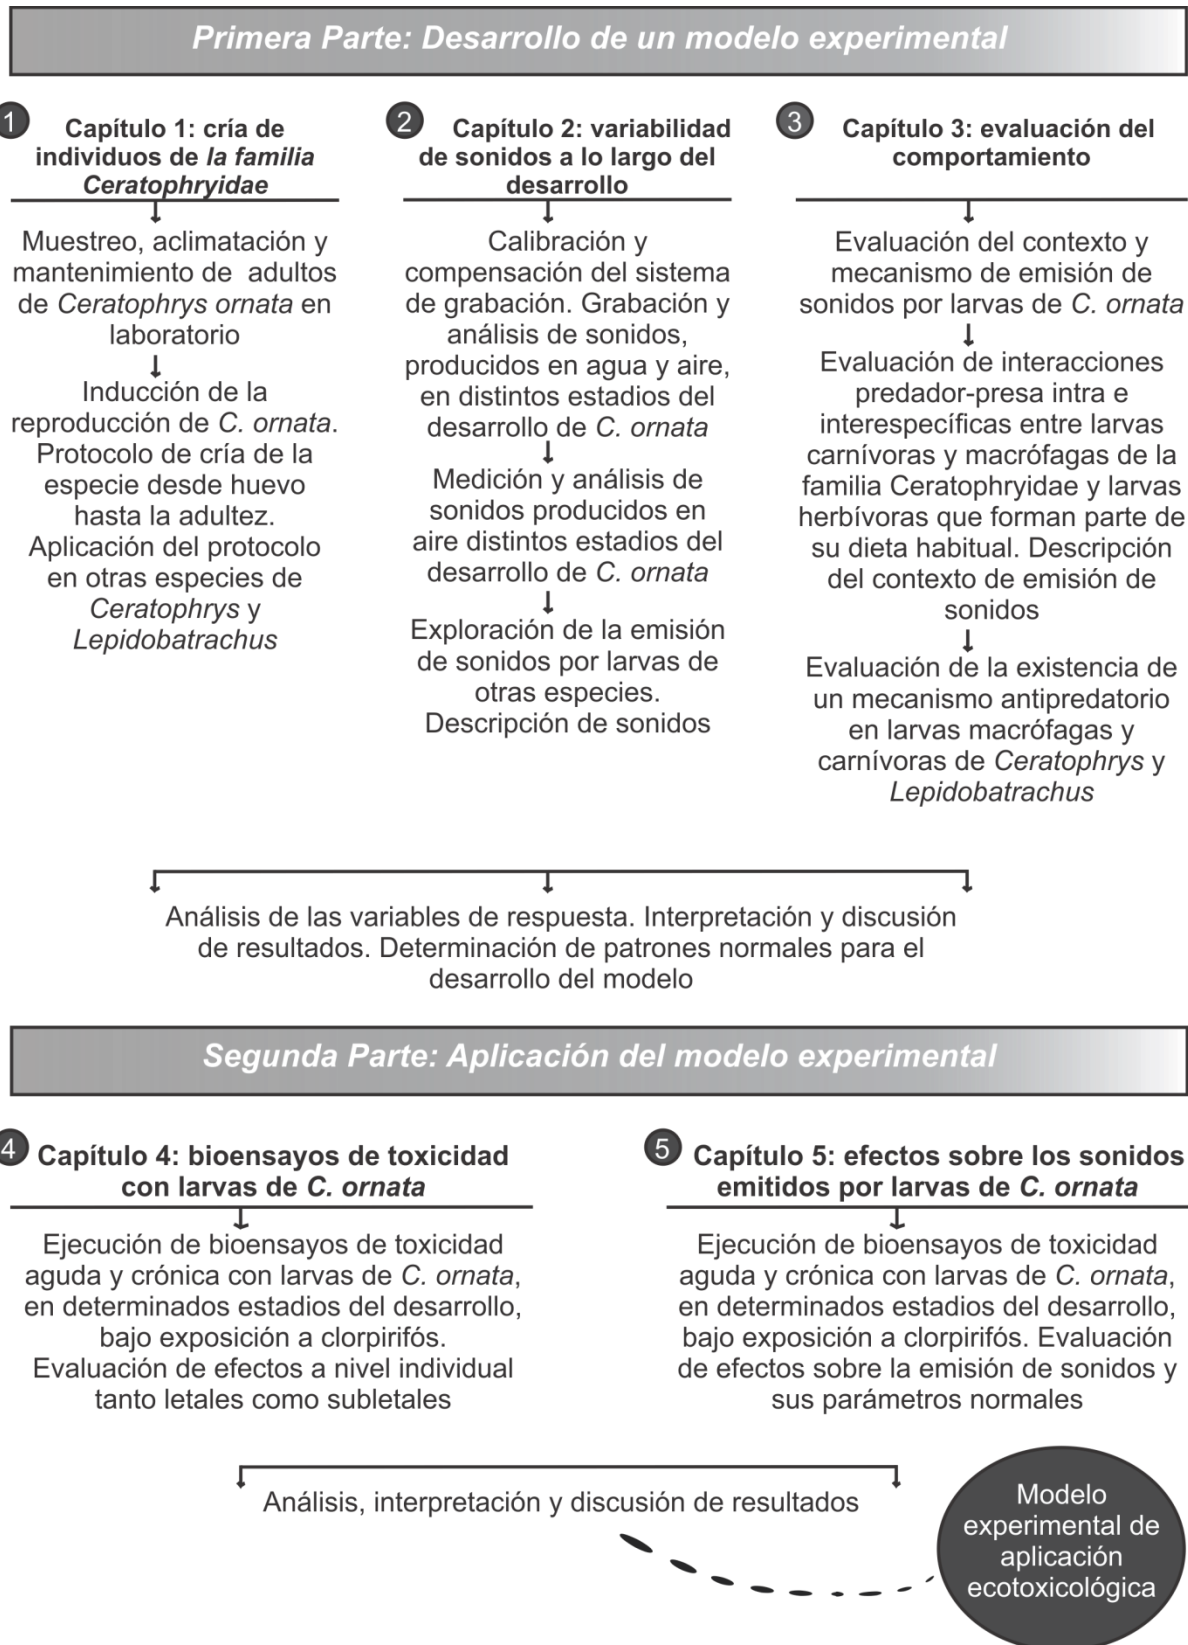 Primera Parte: Desarrollo de un modelo experimental
1
Capítulo 1: cría de
individuos de la familia
Ceratophryidae
Muestreo, aclimatación y
mantenimiento de adultos
de Ceratophrys ornata en
laboratorio
Inducción de la
reproducción de C. ornata.
Protocolo de cría de la
especie desde huevo
hasta la adultez.
Aplicación del protocolo
en otras especies de
Ceratophrys y
Lepidobatrachus
2
Capítulo 2: variabilidad
de sonidos a lo largo del
desarrollo
Calibración y
compensación del sistema
de grabación. Grabación y
análisis de sonidos,
producidos en agua y aire,
en distintos estadios del
desarrollo de C. ornata
Medición y análisis de
sonidos producidos en
aire distintos estadios del
desarrollo de C. ornata
Exploración de la emisión
de sonidos por larvas de
otras especies.
Descripción de sonidos
3
Capítulo 3: evaluación del
comportamiento
Evaluación del contexto y
mecanismo de emisión de
sonidos por larvas de C. ornata
Evaluación de interacciones
predador-presa intra e
interespecíficas entre larvas
carnívoras y macrófagas de la
familia Ceratophryidae y larvas
herbívoras que forman parte de
su dieta habitual. Descripción
del contexto de emisión de
sonidos
Evaluación de la existencia de
un mecanismo antipredatorio
en larvas macrófagas y
carnívoras de Ceratophrys y
Lepidobatrachus
Análisis de las variables de respuesta. Interpretación y discusión
de resultados. Determinación de patrones normales para el
desarrollo del modelo
Segunda Parte: Aplicación del modelo experimental
4
Capítulo 4: bioensayos de toxicidad
con larvas de C. ornata
Ejecución de bioensayos de toxicidad
aguda y crónica con larvas de C. ornata,
en determinados estadios del desarrollo,
bajo exposición a clorpirifós.
Evaluación de efectos a nivel individual
tanto letales como subletales
5
Capítulo 5: efectos sobre los sonidos
emitidos por larvas de C. ornata
Ejecución de bioensayos de toxicidad
aguda y crónica con larvas de C. ornata,
en determinados estadios del desarrollo,
bajo exposición a clorpirifós. Evaluación
de efectos sobre la emisión de sonidos y
sus parámetros normales
Análisis, interpretación y discusión de resultados
Modelo
experimental de
aplicación
ecotoxicológica